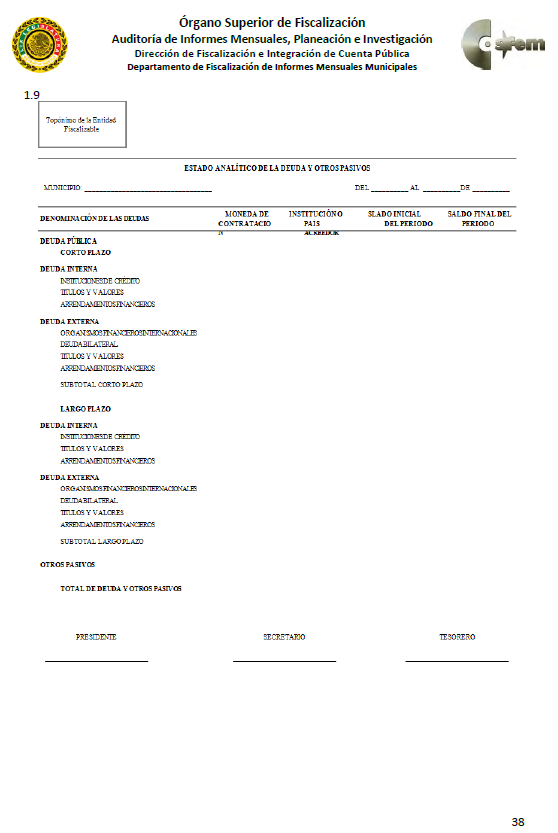 Órgano Superior de Fiscalización
Auditoría de Informes Mensuales, Planeación e Investigación
Dirección de Fiscalización e Integración de Cuenta Pública
Departamento de Fiscalización de Informes Mensuales Municipales
osfem
1.9
Topónimo de la Entidad
Fiscalizable
ESTADO ANALÍTICO DE LA DEUDA Y OTROS PASIVOS
MUNICIPIO: __________________________________ DEL __________ AL __________DE __________
DENOMINACIÓN DE LAS DEUDAS MONEDA DE INSTITUCIÓN O SLADO INICIAL SALDO FINAL DEL
CONTRATACIO PAIS DEL PERIODO PERIODO
N ACREEDOR
DEUDA PÚBLICA
CORTO PLAZO
DEUDA INTERNA
INSTITUCIONES DE CRÉDITO
TITULOS Y VALORES
ARRENDAMIENTOS FINANCIEROS
DEUDA EXTERNA
ORGANISMOS FINANCIEROS INTERNACIONALES
DEUDA BILATERAL
TITULOS Y VALORES
ARRENDAMIENTOS FINANCIEROS
SUBTOTAL CORTO PLAZO
LARGO PLAZO
DEUDA INTERNA
INSTITUCIONES DE CRÉDITO
TITULOS Y VALORES
ARRENDAMIENTOS FINANCIEROS
DEUDA EXTERNA
ORGANISMOS FINANCIEROS INTERNACIONALES
DEUDA BILATERAL
TITULOS Y VALORES
ARRENDAMIENTOS FINANCIEROS
SUBTOTAL LARGO PLAZO
OTROS PASIVOS
TOTAL DE DEUDA Y OTROS PASIVOS
PRESIDENTE SECRETARIO TESORERO
38